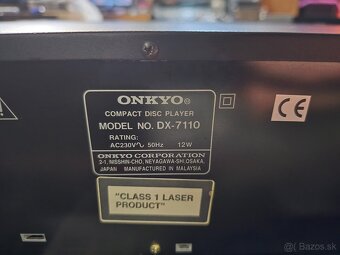 ONKYO®
COMPACT DISC PLAYER
MODEL NO. DX-7110
RATING:
AC230V∿ 50Hz 12W
ONKYO CORPORATION
2-1, NISSHIN-CHO, NEYAGAWA-SHI, OSAKA,
JAPAN MANUFACTURED IN MALAYSIA
CE
"CLASS 1 LASER
PRODUCT"
bazos.sk